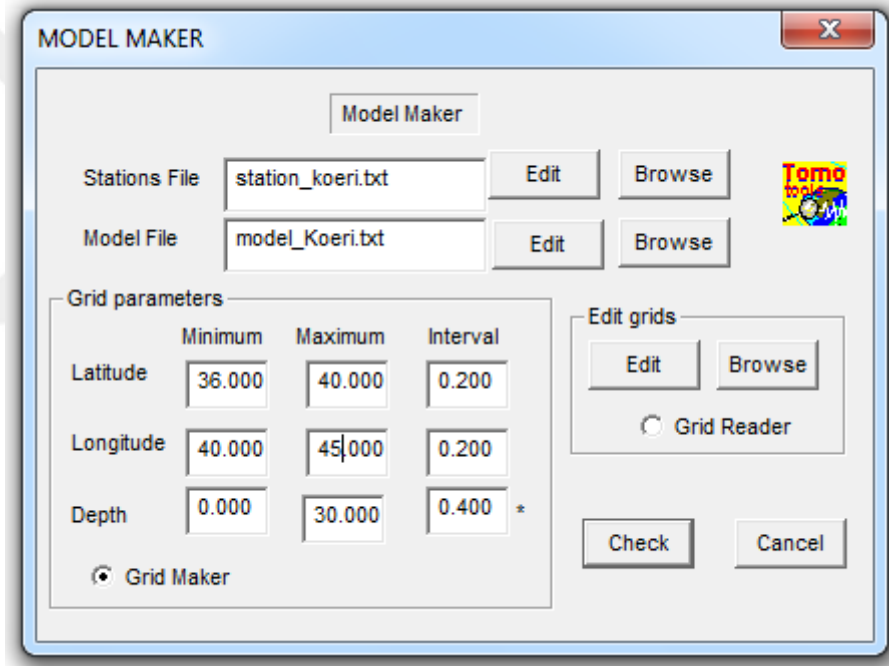 MODEL MAKER
Model Maker
Stations File station_koeri.txt Edit Browse
Tomo
tools
Model File model_Koeri.txt Edit Browse
Grid parameters
Minimum Maximum Interval
Latitude 36.000 40.000 0.200
Longitude 40.000 45.000 0.200
Depth 0.000 30.000 0.400 *
Grid Maker
Edit grids
Edit Browse
Grid Reader
Check Cancel